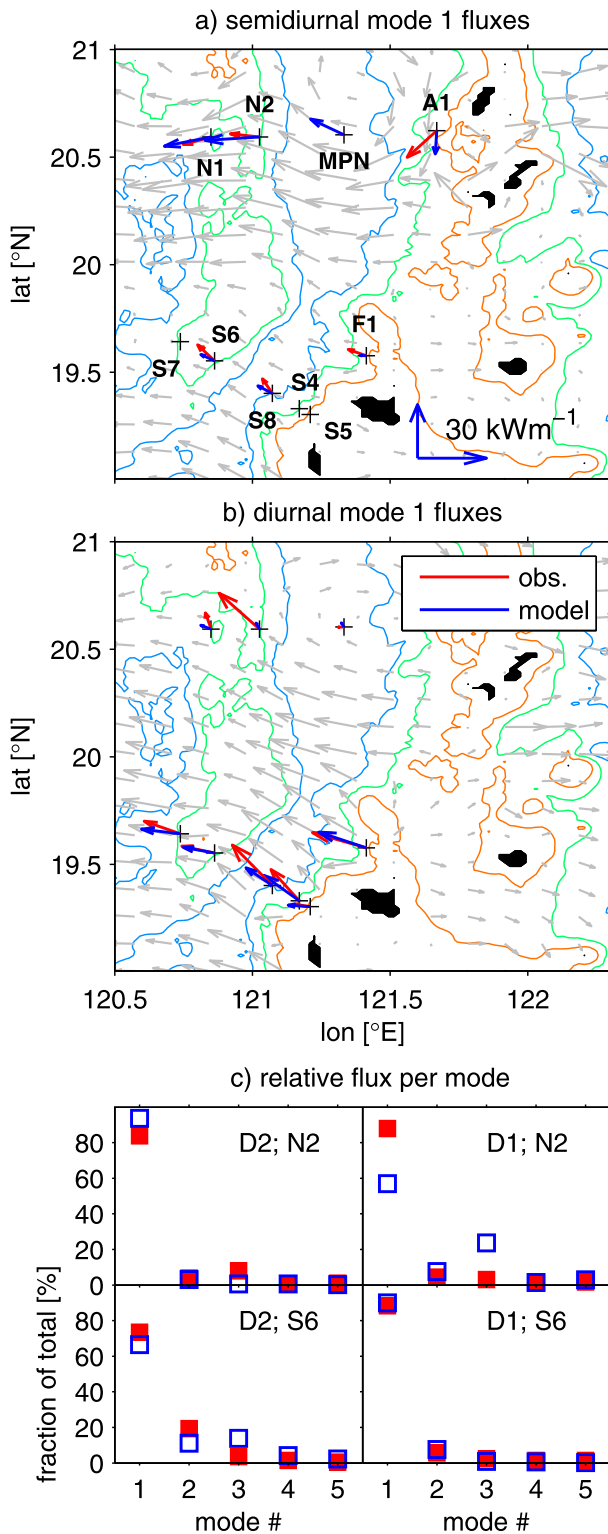 a) semidiurnal mode 1 fluxes
21
20.5
20
19.5
lat [°N]
N2
A1
N1
MPN
S6
F1
S7
S4
S8
S5
30 kWm⁻¹
b) diurnal mode 1 fluxes
21
20.5
20
19.5
lat [°N]
obs.
model
120.5 121 121.5 122
lon [°E]
c) relative flux per mode
80
60
40
20
0
D2; N2
D1; N2
80
60
40
20
0
D2; S6
D1; S6
fraction of total [%]
1 2 3 4 5 1 2 3 4 5
mode # mode #